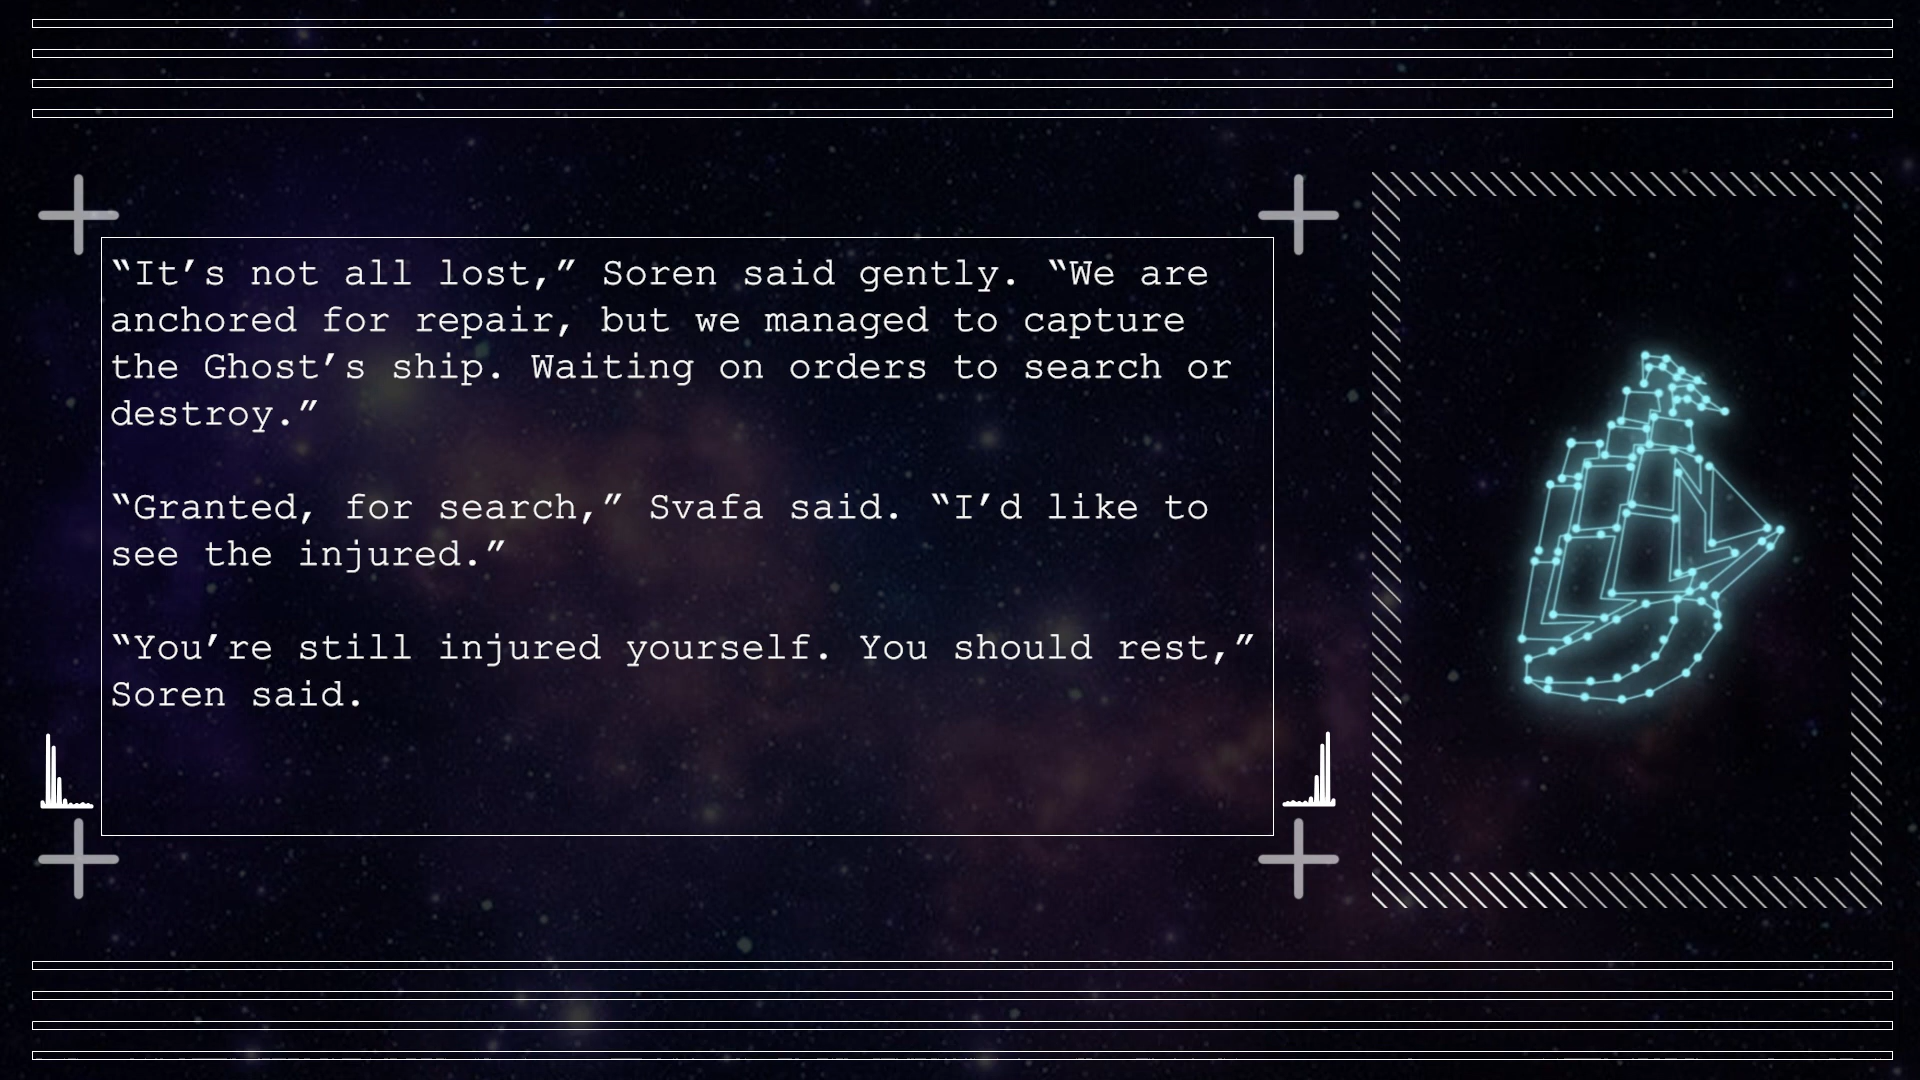 “It’s not all lost,” Soren said gently. “We are
anchored for repair, but we managed to capture
the Ghost’s ship. Waiting on orders to search or
destroy.”
“Granted, for search,” Svafa said. “I’d like to
see the injured.”
“You’re still injured yourself. You should rest,”
Soren said.